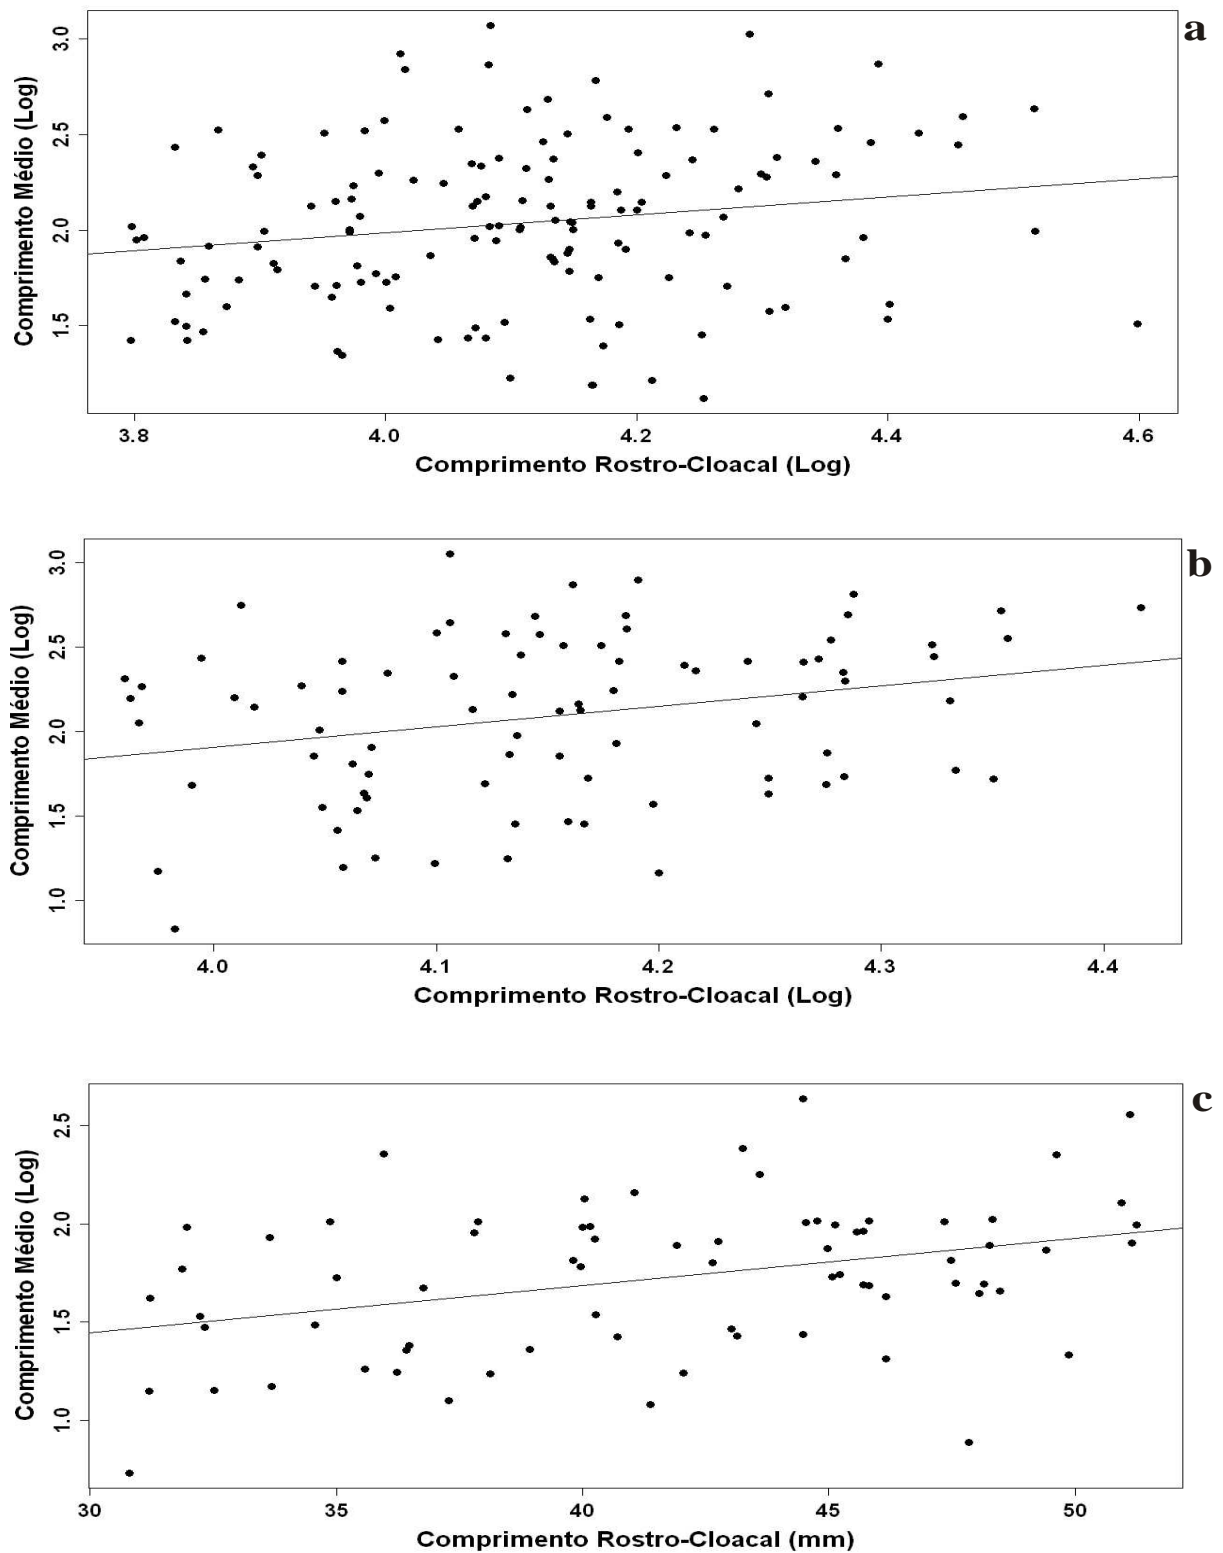 a
Comprimento Médio (Log)
3.0
2.5
2.0
1.5
3.8 4.0 4.2 4.4 4.6
Comprimento Rostro-Cloacal (Log)
b
Comprimento Médio (Log)
3.0
2.5
2.0
1.5
1.0
4.0 4.1 4.2 4.3 4.4
Comprimento Rostro-Cloacal (Log)
c
Comprimento Médio (Log)
2.5
2.0
1.5
1.0
30 35 40 45 50
Comprimento Rostro-Cloacal (mm)